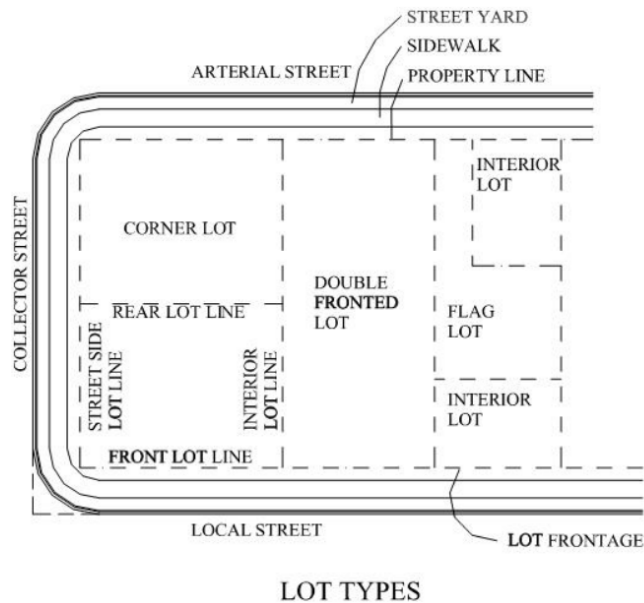 STREET YARD
SIDEWALK
ARTERIAL STREET
PROPERTY LINE
INTERIOR
LOT
CORNER LOT
COLLECTOR STREET
DOUBLE
FRONTED
LOT
REAR LOT LINE
FLAG
LOT
STREET SIDE
LOT LINE
INTERIOR
LOT LINE
INTERIOR
LOT
FRONT LOT LINE
LOCAL STREET
LOT FRONTAGE
LOT TYPES